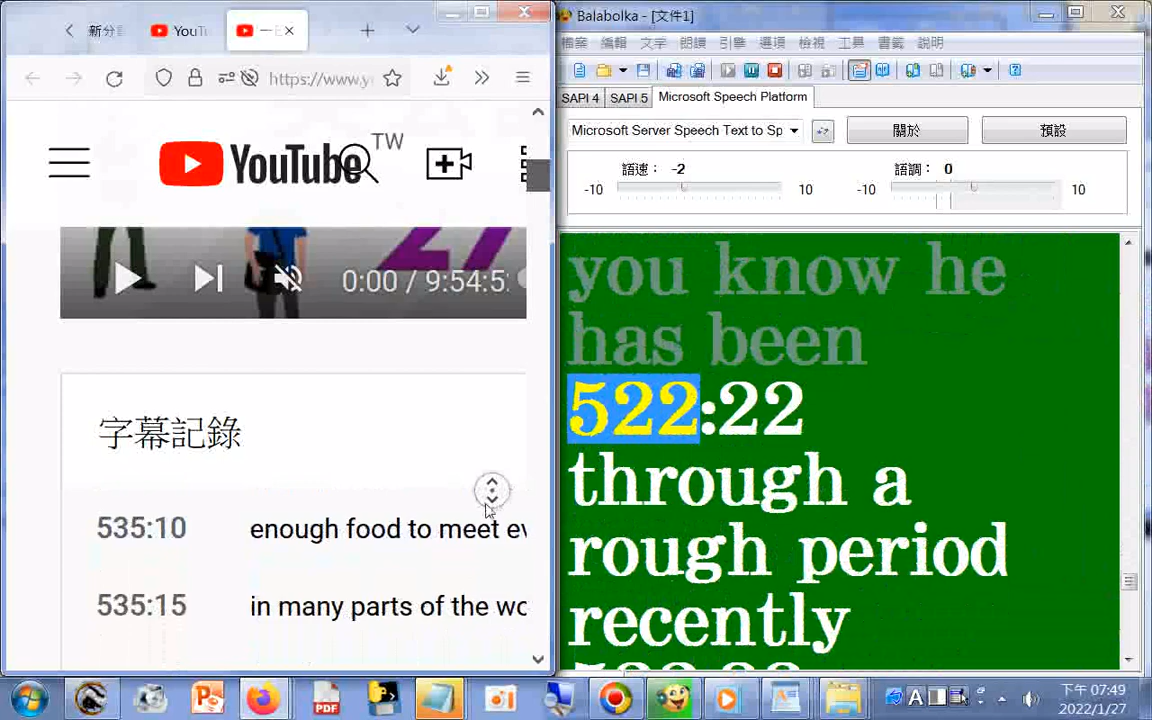 新分
YouTu
一 E
https://www.y
YouTube
TW
27
0:00 / 9:54:5
字幕記錄
535:10
enough food to meet ev
535:15
in many parts of the wo
Balabolka - [文件1]
檔案 編輯 文字 朗讀 引擎 選項 檢視 工具 書籤 說明
SAPI 4 SAPI 5 Microsoft Speech Platform
Microsoft Server Speech Text to Sp
關於
預設
語速： -2
-10 10
語調： 0
-10 10
you know he
has been
522:22
through a
rough period
recently
PDF
A
下午 07:49
2022/1/27